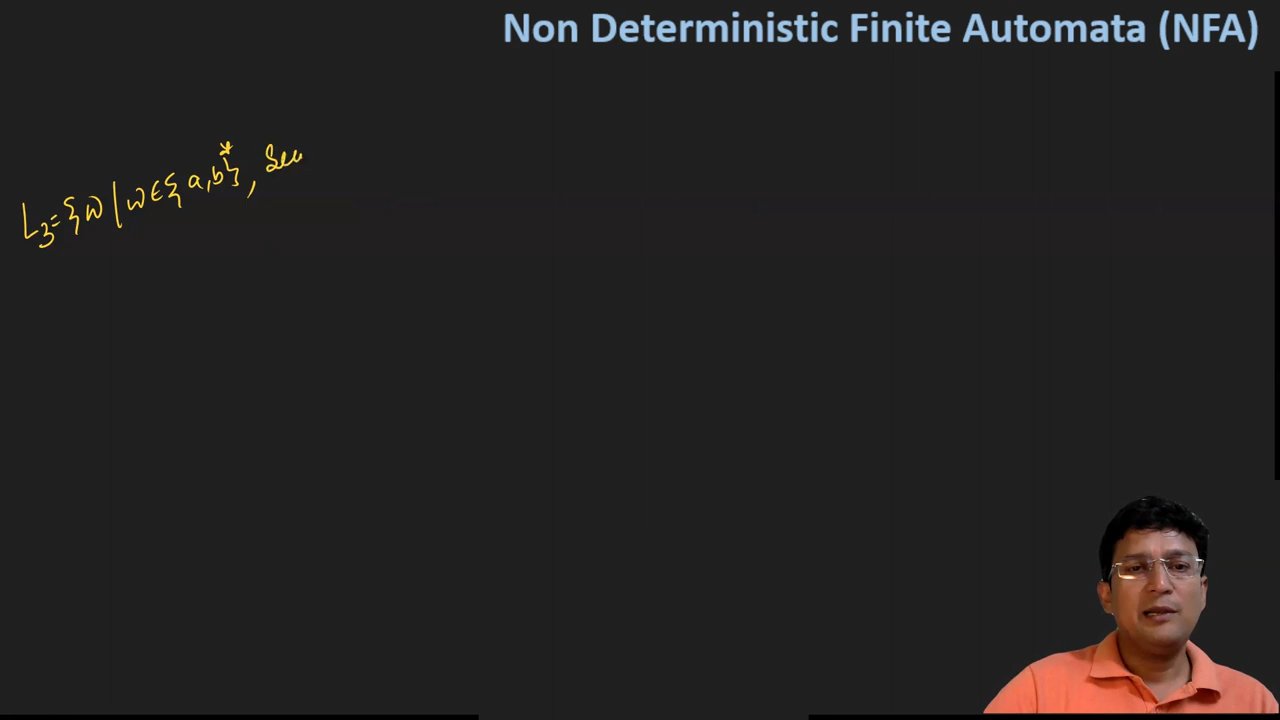 Non Deterministic Finite Automata (NFA)
L3={w|w∈{a,b}*,